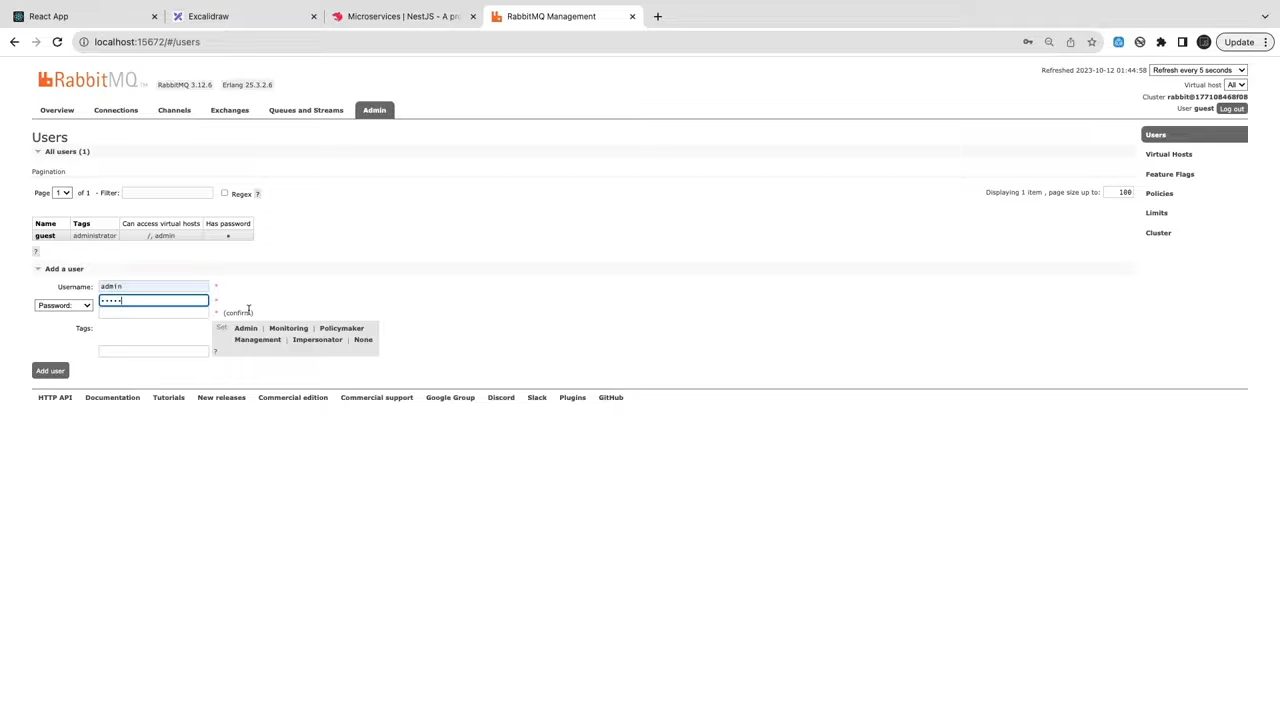 React App
Excalidraw
Microservices | NestJS - A pr
RabbitMQ Management
localhost:15672/#/users
Update
RabbitMQ TM
RabbitMQ 3.12.6
Erlang 25.3.2.6
Refreshed 2023-10-12 01:44:58
Refresh every 5 seconds
Virtual host All
Cluster rabbit@177108468f08
User guest Log out
Overview
Connections
Channels
Exchanges
Queues and Streams
Admin
Users
All users (1)
Pagination
Page 1 of 1 - Filter: Regex ?
Displaying 1 item , page size up to: 100
Name Tags Can access virtual hosts Has password
guest administrator /, admin •
?
Add a user
Username: admin *
Password: ••••• *
* (confirm)
Tags:
Set Admin | Monitoring | Policymaker
Management | Impersonator | None
?
Add user
HTTP API
Documentation
Tutorials
New releases
Commercial edition
Commercial support
Google Group
Discord
Slack
Plugins
GitHub
Users
Virtual Hosts
Feature Flags
Policies
Limits
Cluster